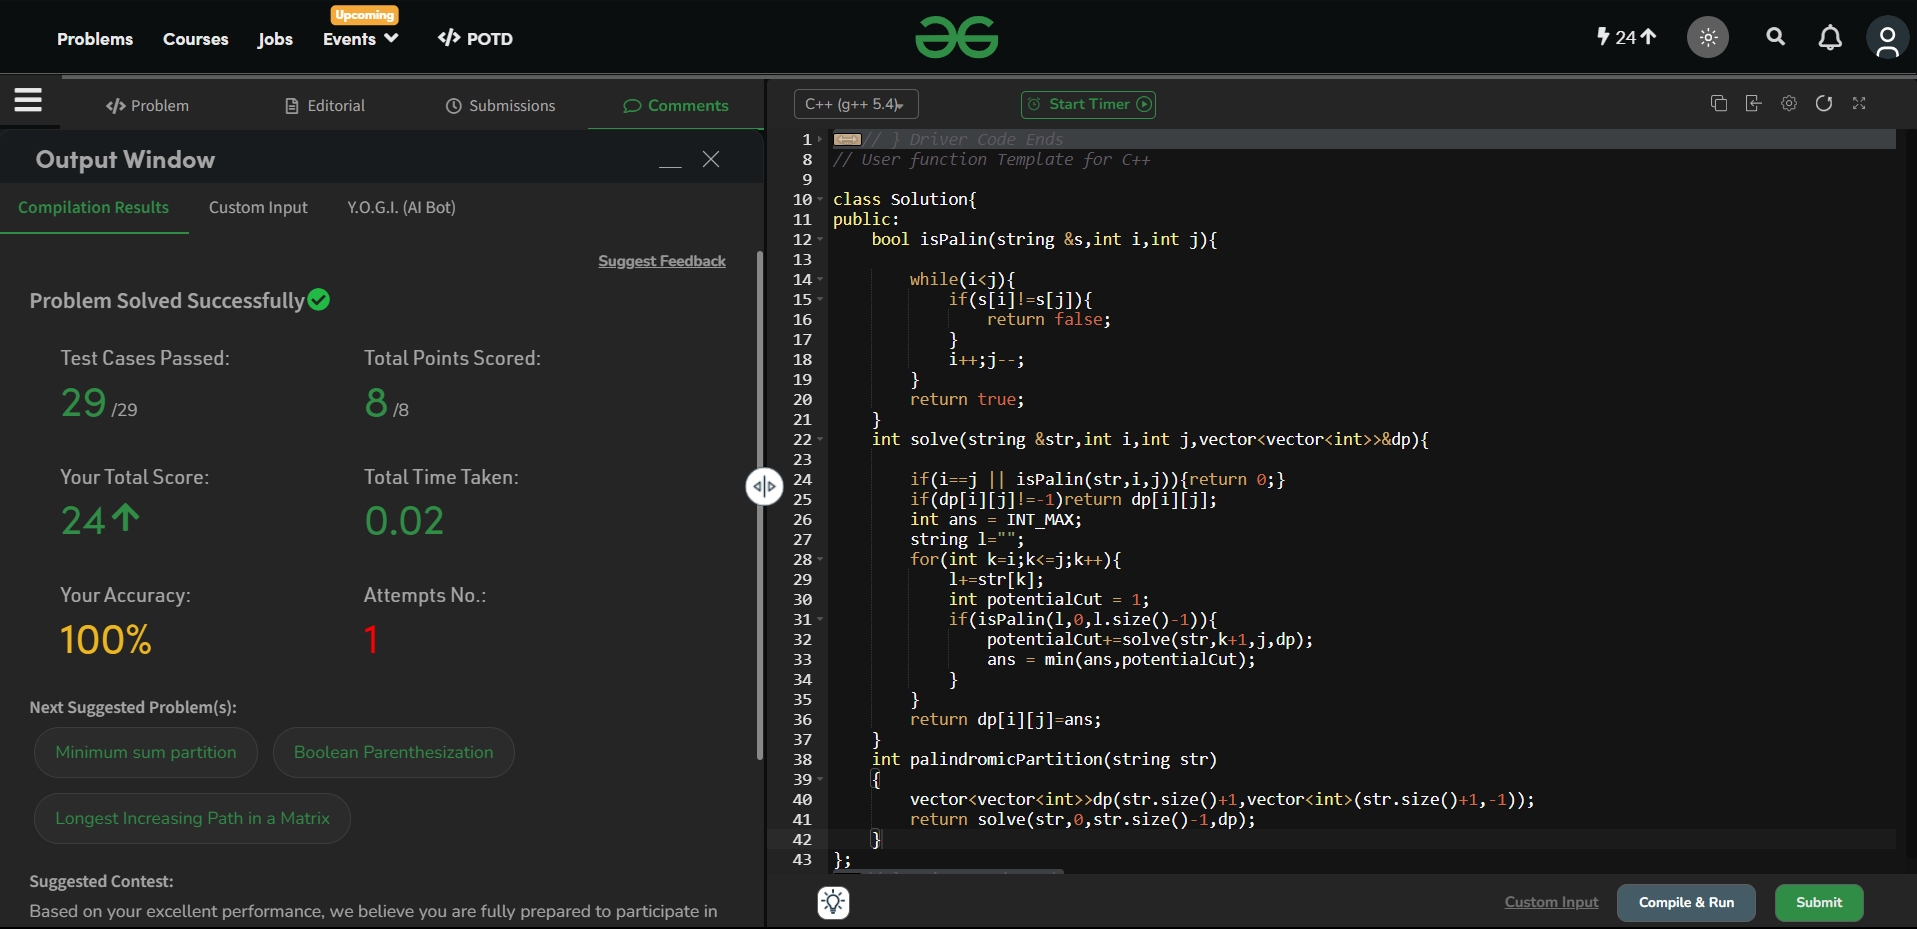 Upcoming
Problems Courses Jobs Events </> POTD
24
</> Problem Editorial Submissions Comments
Output Window
Compilation Results Custom Input Y.O.G.I. (AI Bot)
Suggest Feedback
Problem Solved Successfully
Test Cases Passed: Total Points Scored:
29 /29 8 /8
Your Total Score: Total Time Taken:
24 0.02
Your Accuracy: Attempts No.:
100% 1
Next Suggested Problem(s):
Minimum sum partition Boolean Parenthesization
Longest Increasing Path in a Matrix
Suggested Contest:
Based on your excellent performance, we believe you are fully prepared to participate in
C++ (g++ 5.4) Start Timer
1 // } Driver Code Ends
8 // User function Template for C++
9
10 class Solution{
11 public:
12 bool isPalin(string &s,int i,int j){
13
14 while(i<j){
15 if(s[i]!=s[j]){
16 return false;
17 }
18 i++;j--;
19 }
20 return true;
21 }
22 int solve(string &str,int i,int j,vector<vector<int>>&dp){
23
24 if(i==j || isPalin(str,i,j)){return 0;}
25 if(dp[i][j]!=-1)return dp[i][j];
26 int ans = INT_MAX;
27 string l="";
28 for(int k=i;k<=j;k++){
29 l+=str[k];
30 int potentialCut = 1;
31 if(isPalin(l,0,l.size()-1)){
32 potentialCut+=solve(str,k+1,j,dp);
33 ans = min(ans,potentialCut);
34 }
35 }
36 return dp[i][j]=ans;
37 }
38 int palindromicPartition(string str)
39 {
40 vector<vector<int>>dp(str.size()+1,vector<int>(str.size()+1,-1));
41 return solve(str,0,str.size()-1,dp);
42 }
43 };
Custom Input Compile & Run Submit